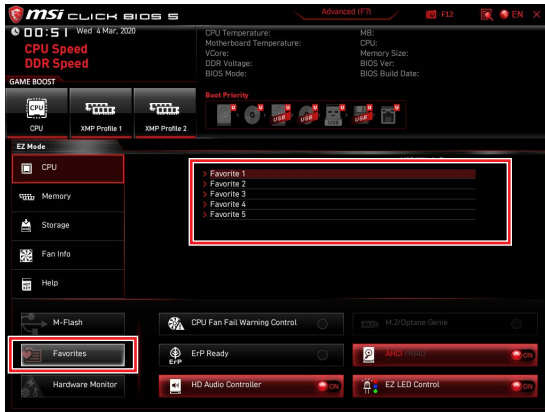 msi CLICK BIOS 5
Advanced (F7)
F12
EN
X
00:51 Wed 4 Mar, 2020
CPU Speed
DDR Speed
CPU Temperature:
Motherboard Temperature:
VCore:
DDR Voltage:
BIOS Mode:
MB:
CPU:
Memory Size:
BIOS Ver:
BIOS Build Date:
GAME BOOST
CPU
XMP Profile 1
XMP Profile 2
Boot Priority
U U U U U U U
USB USB USB USB
EZ Mode
CPU
Memory
Storage
Fan Info
Help
> Favorite 1
> Favorite 2
> Favorite 3
> Favorite 4
> Favorite 5
M-Flash
Favorites
Hardware Monitor
CPU Fan Fail Warning Control
ErP
ErP Ready
HD Audio Controller
ON
M.2/Optane Genie
AHCI /RAID
ON
EZ LED Control
ON